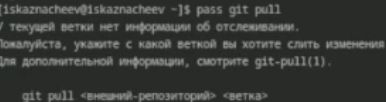 [iskaznacheev@iskaznacheev ~]$ pass git pull
У текущей ветки нет информации об отслеживании.
Пожалуйста, укажите с какой веткой вы хотите слить изменения
Для дополнительной информации, смотрите git-pull(1).
git pull <внешний-репозиторий> <ветка>